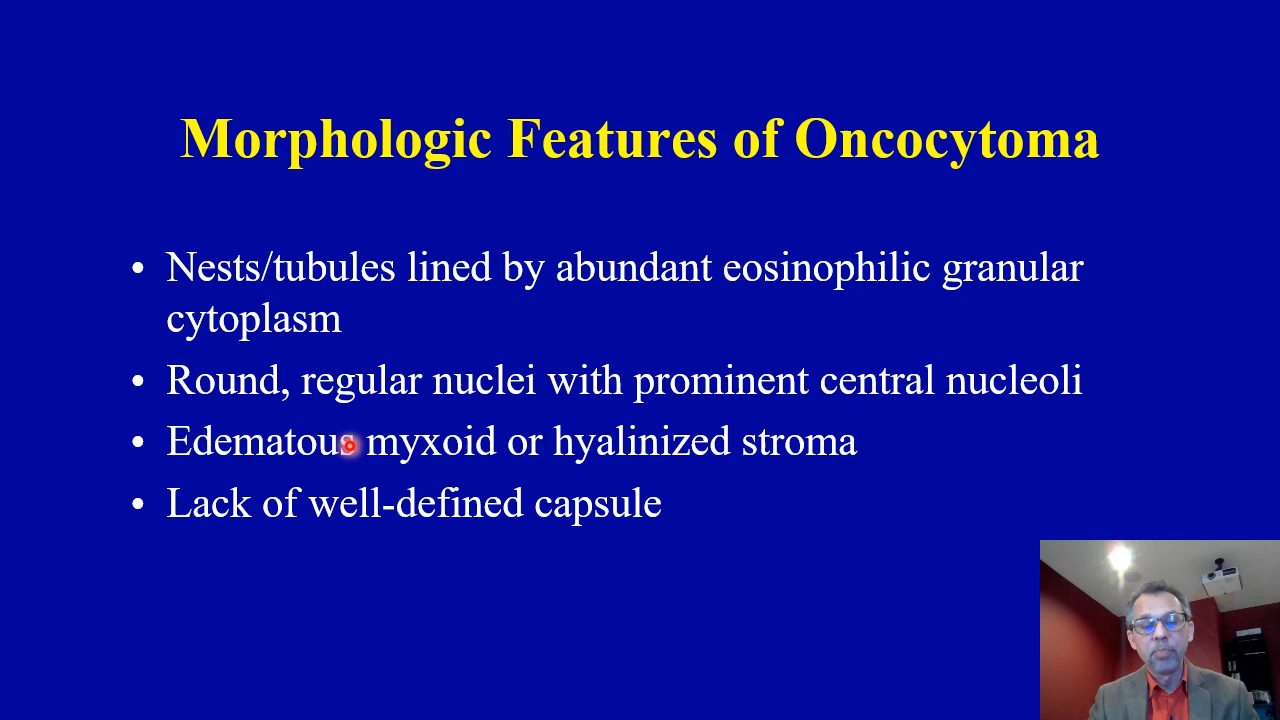 Morphologic Features of Oncocytoma
• Nests/tubules lined by abundant eosinophilic granular
cytoplasm
• Round, regular nuclei with prominent central nucleoli
• Edematous myxoid or hyalinized stroma
• Lack of well-defined capsule